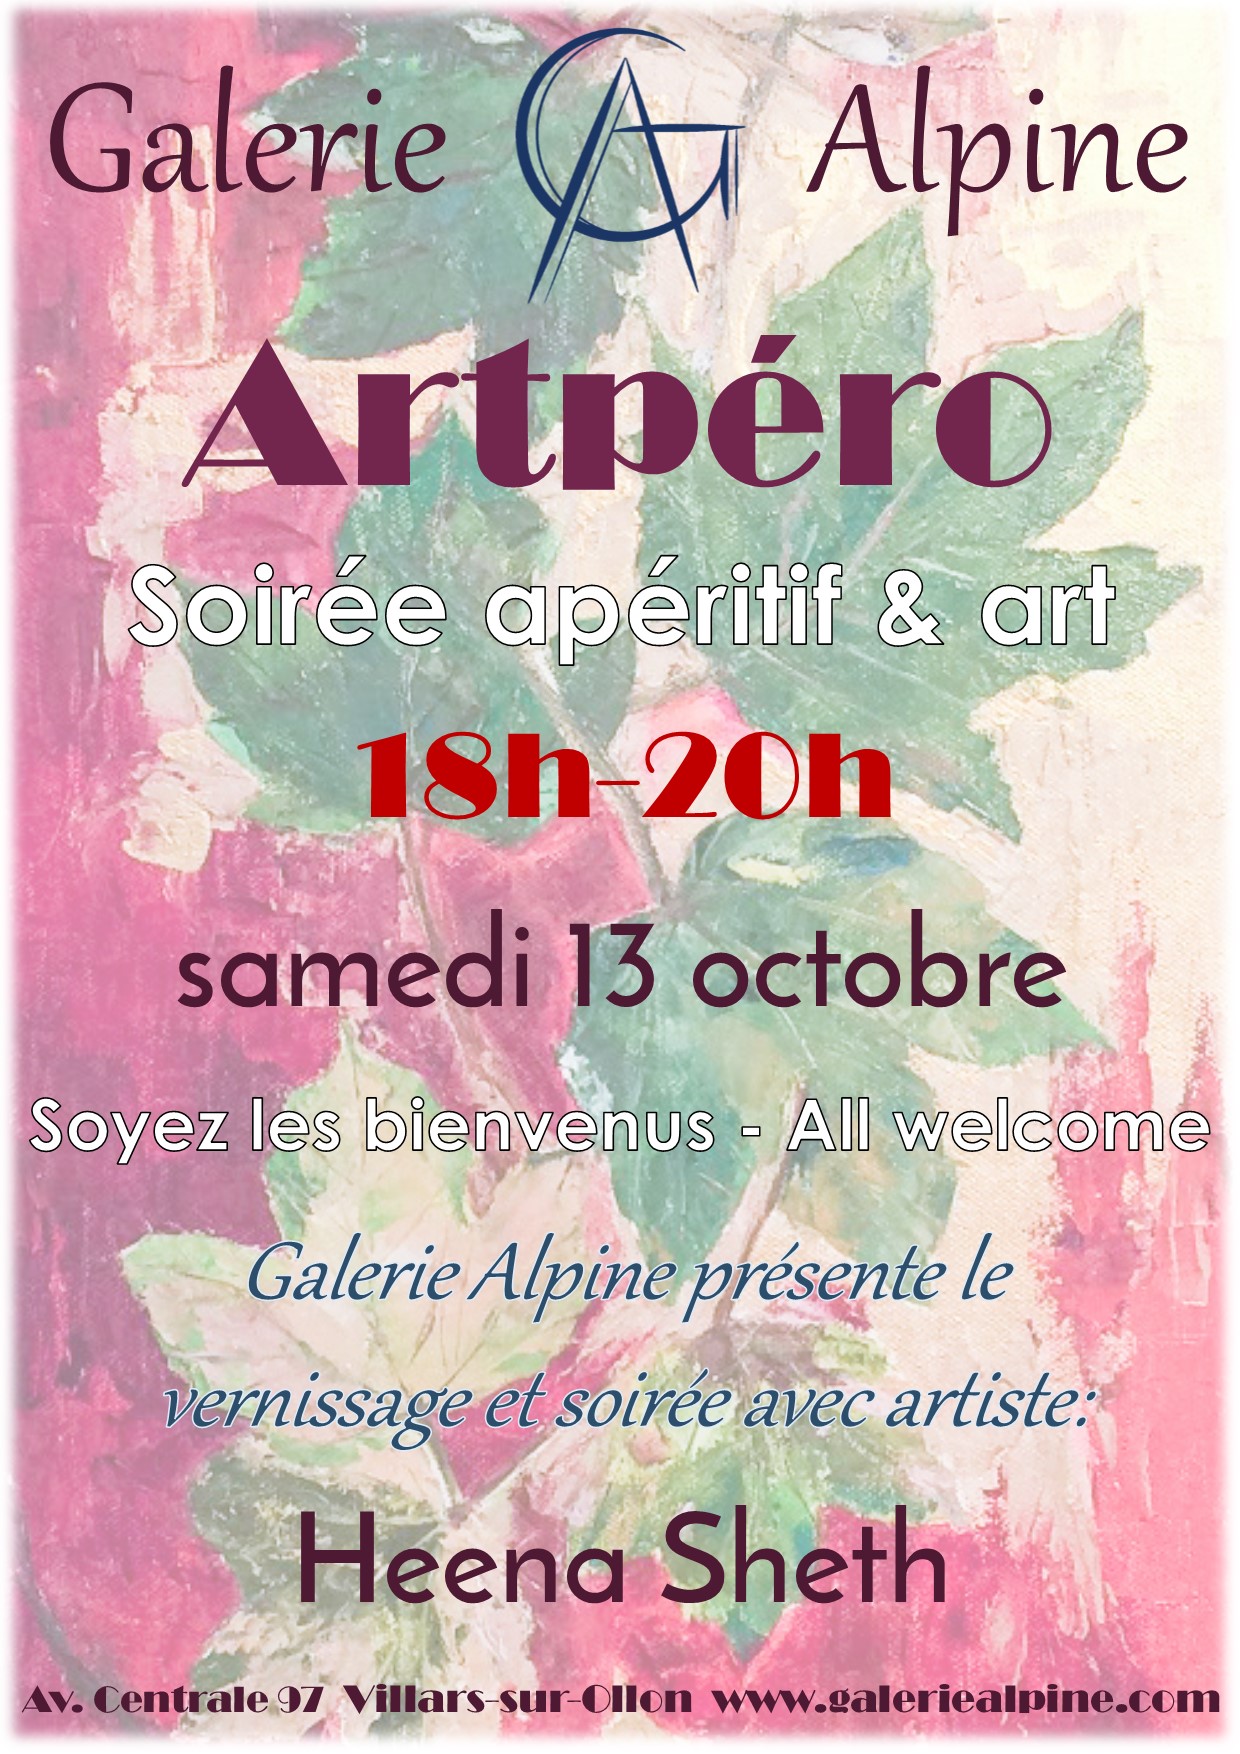 Galerie GA Alpine
Artpéro
Soirée apéritif & art
18h-20h
samedi 13 octobre
Soyez les bienvenus - All welcome
Galerie Alpine présente le
vernissage et soirée avec artiste:
Heena Sheth
Av. Centrale 97 Villars-sur-Ollon www.galeriealpine.com